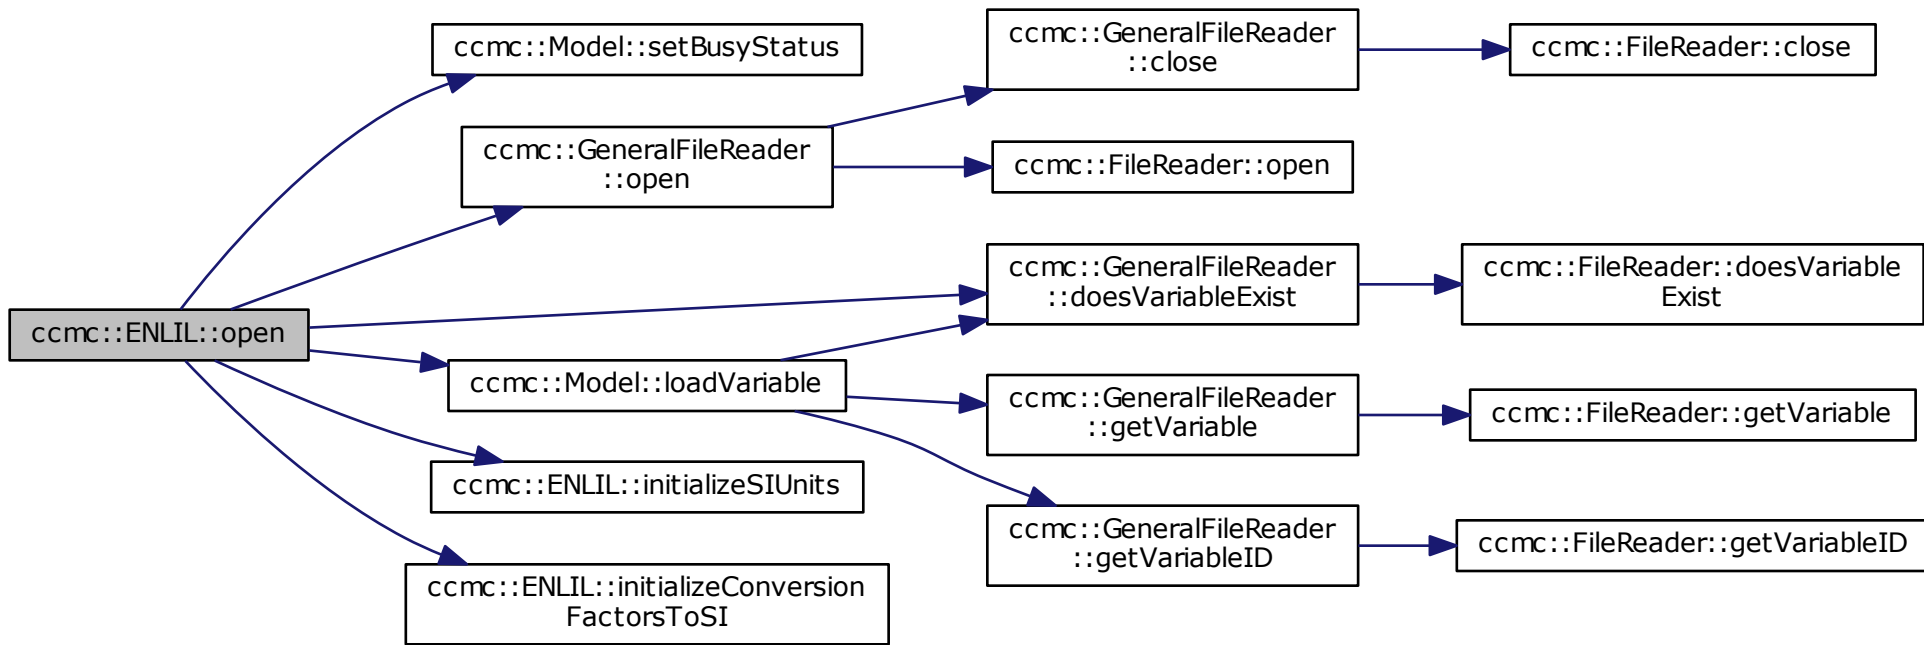 ccmc::ENLIL::open
ccmc::Model::setBusyStatus
ccmc::GeneralFileReader
::open
ccmc::Model::loadVariable
ccmc::ENLIL::initializeSIUnits
ccmc::ENLIL::initializeConversion
FactorsToSI
ccmc::GeneralFileReader
::close
ccmc::FileReader::open
ccmc::GeneralFileReader
::doesVariableExist
ccmc::GeneralFileReader
::getVariable
ccmc::GeneralFileReader
::getVariableID
ccmc::FileReader::close
ccmc::FileReader::doesVariable
Exist
ccmc::FileReader::getVariable
ccmc::FileReader::getVariableID